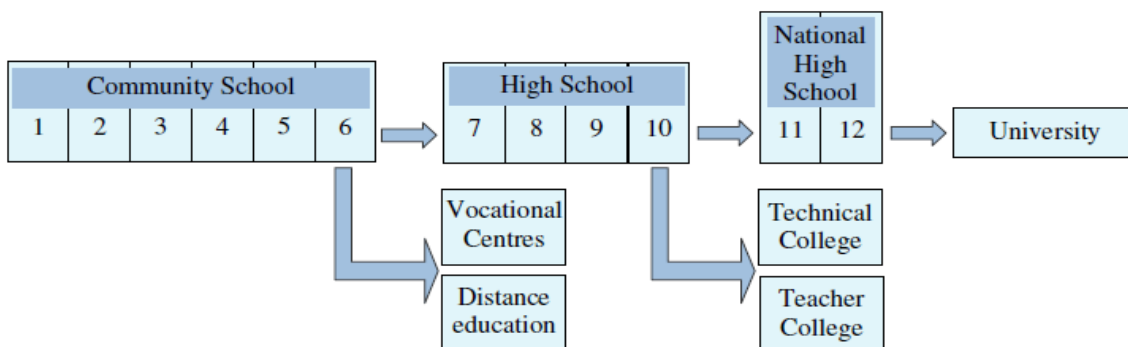 Community School
1 2 3 4 5 6
High School
7 8 9 10
National
High
School
11 12
University
Vocational
Centres
Distance
education
Technical
College
Teacher
College